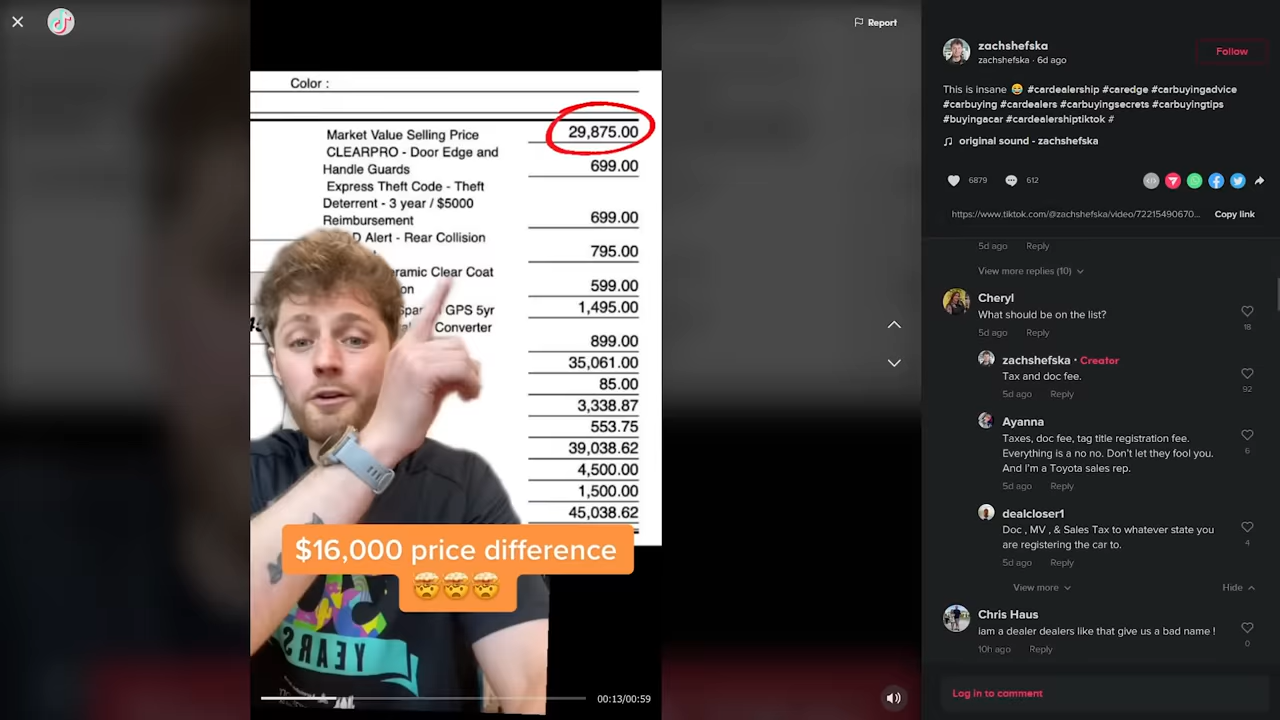 Report
Color :
Market Value Selling Price 29,875.00
CLEARPRO - Door Edge and
Handle Guards 699.00
Express Theft Code - Theft
Deterrent - 3 year / $5000
Reimbursement 699.00
Alert - Rear Collision
795.00
Clear Coat
599.00
GPS 5yr 1,495.00
Converter
899.00
35,061.00
85.00
3,338.87
553.75
39,038.62
4,500.00
1,500.00
45,038.62
$16,000 price difference
YEARS
00:13/00:59
zachshefska
zachshefska · 6d ago
Follow
This is insane 😅 #cardealership #caredge #carbuyingadvice
#carbuying #cardealers #carbuyingsecrets #carbuyingtips
#buyingacar #cardealershiptiktok #
♫ original sound - zachshefska
6879
612
https://www.tiktok.com/@zachshefska/video/72215490670... Copy link
5d ago Reply
View more replies (10)
Cheryl
What should be on the list?
18
5d ago Reply
zachshefska · Creator
Tax and doc fee.
92
5d ago Reply
Ayanna
Taxes, doc fee, tag title registration fee.
Everything is a no no. Don't let they fool you.
And i'm a Toyota sales rep.
6
5d ago Reply
dealcloser1
Doc , MV , & Sales Tax to whatever state you
are registering the car to.
4
5d ago Reply
View more Hide
Chris Haus
iam a dealer dealers like that give us a bad name !
0
10h ago Reply
Log in to comment